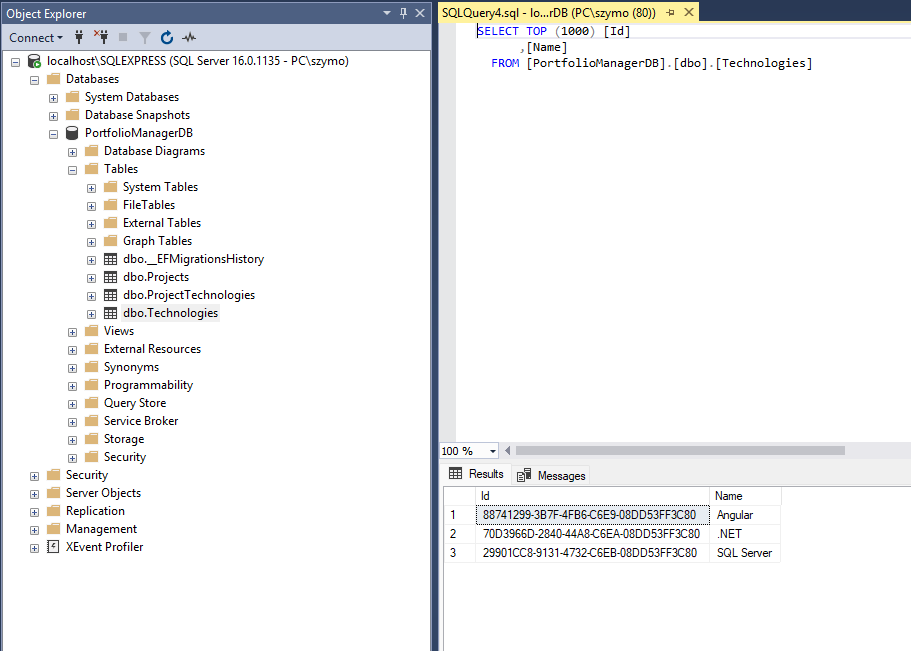 Object Explorer
Connect
localhost\SQLEXPRESS (SQL Server 16.0.1135 - PC\szymo)
Databases
System Databases
Database Snapshots
PortfolioManagerDB
Database Diagrams
Tables
System Tables
FileTables
External Tables
Graph Tables
dbo.__EFMigrationsHistory
dbo.Projects
dbo.ProjectTechnologies
dbo.Technologies
Views
External Resources
Synonyms
Programmability
Query Store
Service Broker
Storage
Security
Security
Server Objects
Replication
Management
XEvent Profiler
SQLQuery4.sql - lo...rDB (PC\szymo (80))
SELECT TOP (1000) [Id]
,[Name]
FROM [PortfolioManagerDB].[dbo].[Technologies]
100 %
Results Messages
Id Name
1 88741299-3B7F-4FB6-C6E9-08DD53FF3C80 Angular
2 70D3966D-2840-44A8-C6EA-08DD53FF3C80 .NET
3 29901CC8-9131-4732-C6EB-08DD53FF3C80 SQL Server